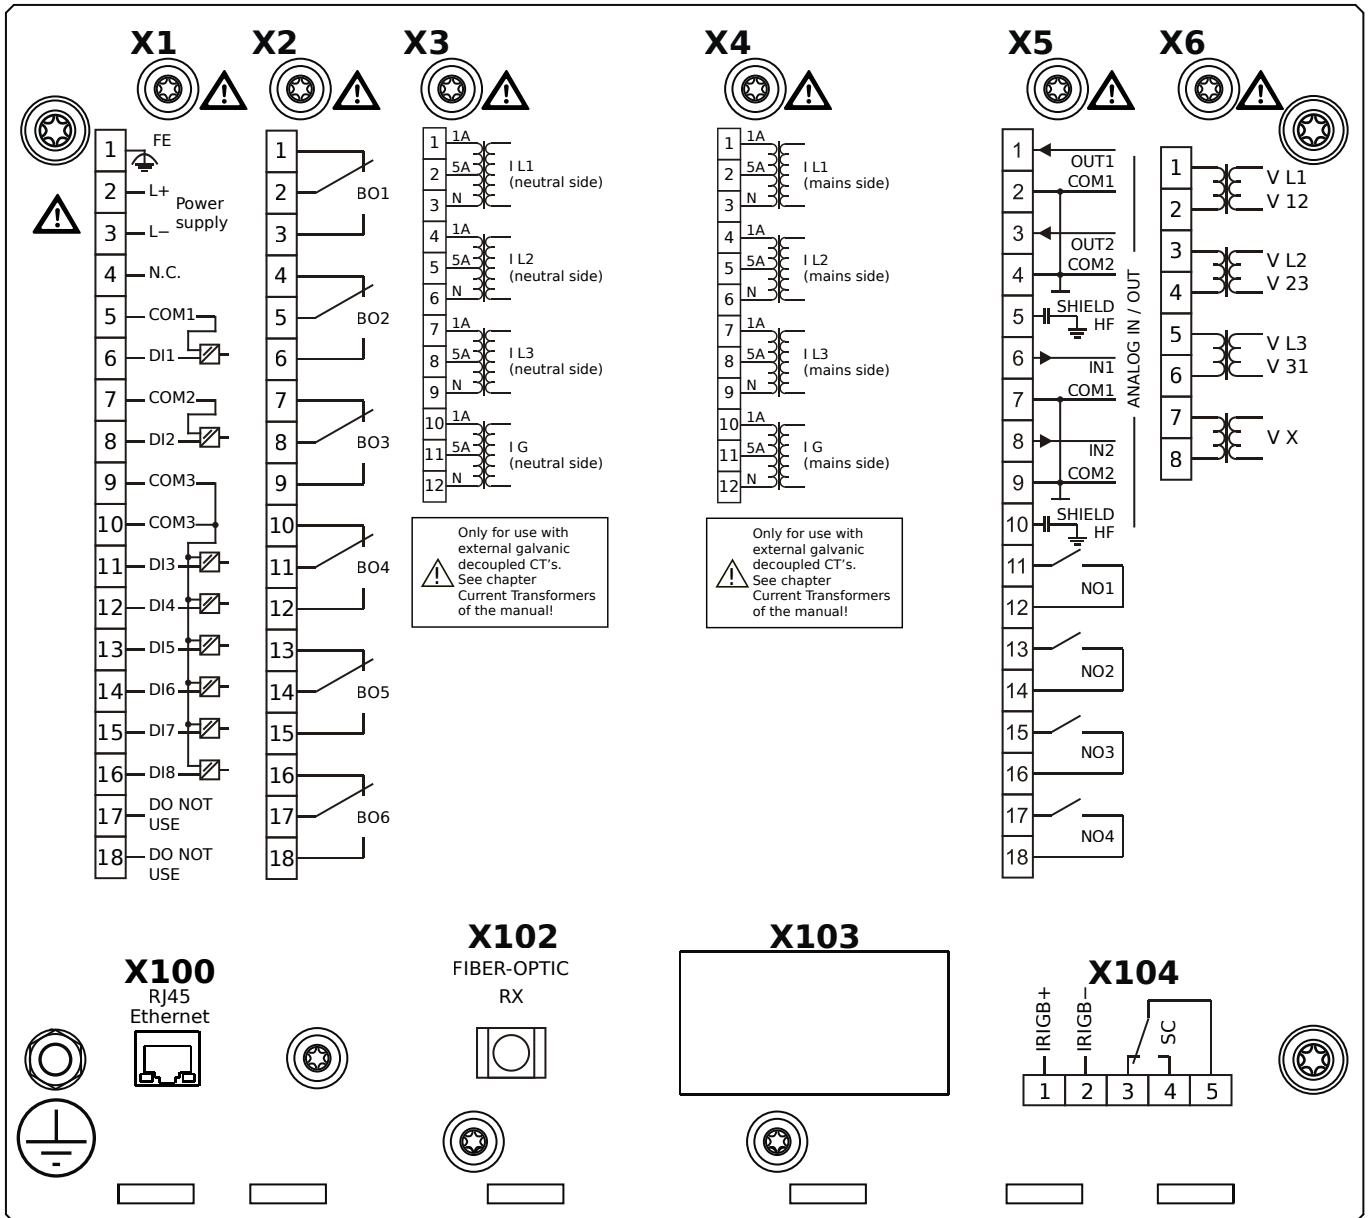 X1
X2
X3
X4
X5
X6
1 FE
2 L+
Power
supply
3 L−
4 N.C.
5 COM1
6 DI1
7 COM2
8 DI2
9 COM3
10 COM3
11 DI3
12 DI4
13 DI5
14 DI6
15 DI7
16 DI8
17 DO NOT
USE
18 DO NOT
USE
1
2 BO1
3
4
5 BO2
6
7
8 BO3
9
10
11 BO4
12
13
14 BO5
15
16
17 BO6
18
1 1A
2 5A I L1
(neutral side)
3 N
4 1A
5 5A I L2
(neutral side)
6 N
7 1A
8 5A I L3
(neutral side)
9 N
10 1A
11 5A I G
(neutral side)
12 N
Only for use with
external galvanic
decoupled CT's.
See chapter
Current Transformers
of the manual!
1 1A
2 5A I L1
(mains side)
3 N
4 1A
5 5A I L2
(mains side)
6 N
7 1A
8 5A I L3
(mains side)
9 N
10 1A
11 5A I G
(mains side)
12 N
Only for use with
external galvanic
decoupled CT's.
See chapter
Current Transformers
of the manual!
1 OUT1
2 COM1
3 OUT2
4 COM2
5 SHIELD
HF
6 IN1
7 COM1
8 IN2
9 COM2
10 SHIELD
HF
ANALOG IN / OUT
11
NO1
12
13
NO2
14
15
NO3
16
17
NO4
18
1 V L1
2 V 12
3 V L2
4 V 23
5 V L3
6 V 31
7
V X
8
X100
RJ45
Ethernet
X102
FIBER-OPTIC
RX
X103
X104
IRIGB+
IRIGB−
SC
1 2 3 4 5